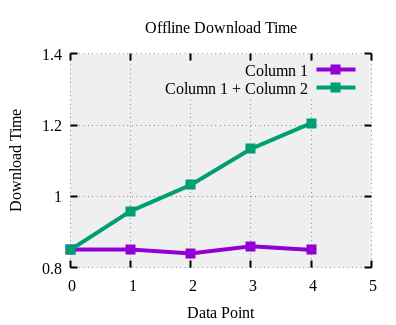 Offline Download Time
1.4
Column 1
Column 1 + Column 2
1.2
Download Time
1
0.8
0 1 2 3 4 5
Data Point